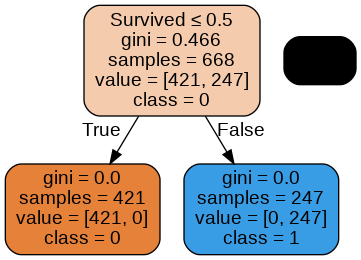 Survived ≤ 0.5
gini = 0.466
samples = 668
value = [421, 247]
class = 0
True
False
gini = 0.0
samples = 421
value = [421, 0]
class = 0
gini = 0.0
samples = 247
value = [0, 247]
class = 1